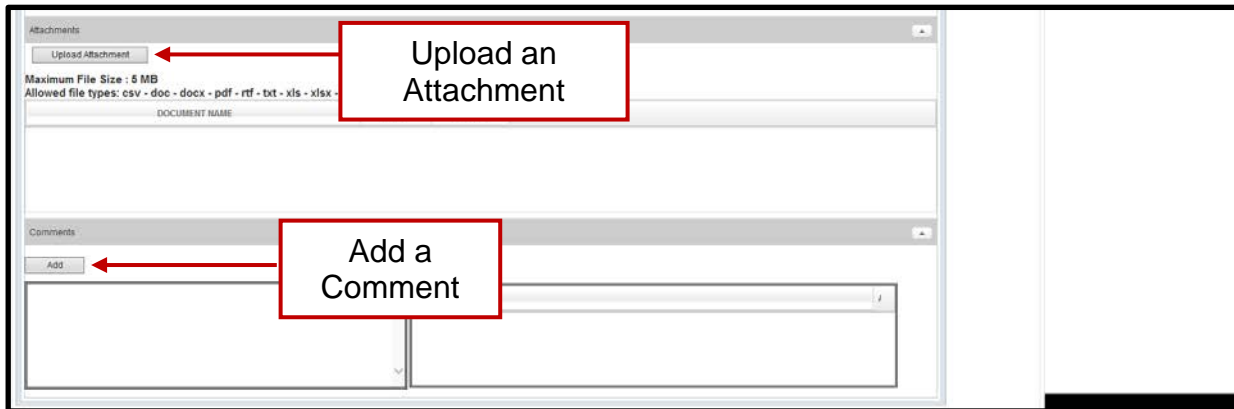 Attachments
Upload Attachment
Upload an
Attachment
Maximum File Size : 5 MB
Allowed file types: csv - doc - docx - pdf - rtf - txt - xls - xlsx -
DOCUMENT NAME
Comments
Add
Add a
Comment